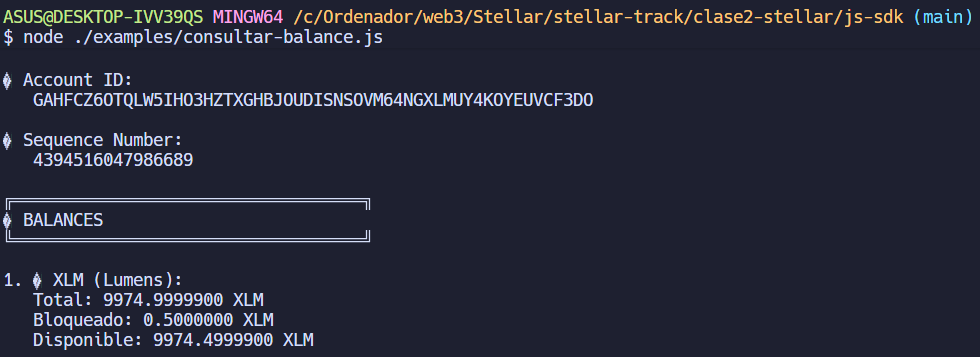 ASUS@DESKTOP-IVV39QS MINGW64 /c/Ordenador/web3/Stellar/stellar-track/clase2-stellar/js-sdk (main)
$ node ./examples/consultar-balance.js
� Account ID:
GAHFCZ6OTQLW5IHO3HZTXGHBJOUDISNSOVM64NGXLMUY4KOYEUVCF3DO
� Sequence Number:
4394516047986689
� BALANCES
1. � XLM (Lumens):
Total: 9974.9999900 XLM
Bloqueado: 0.5000000 XLM
Disponible: 9974.4999900 XLM